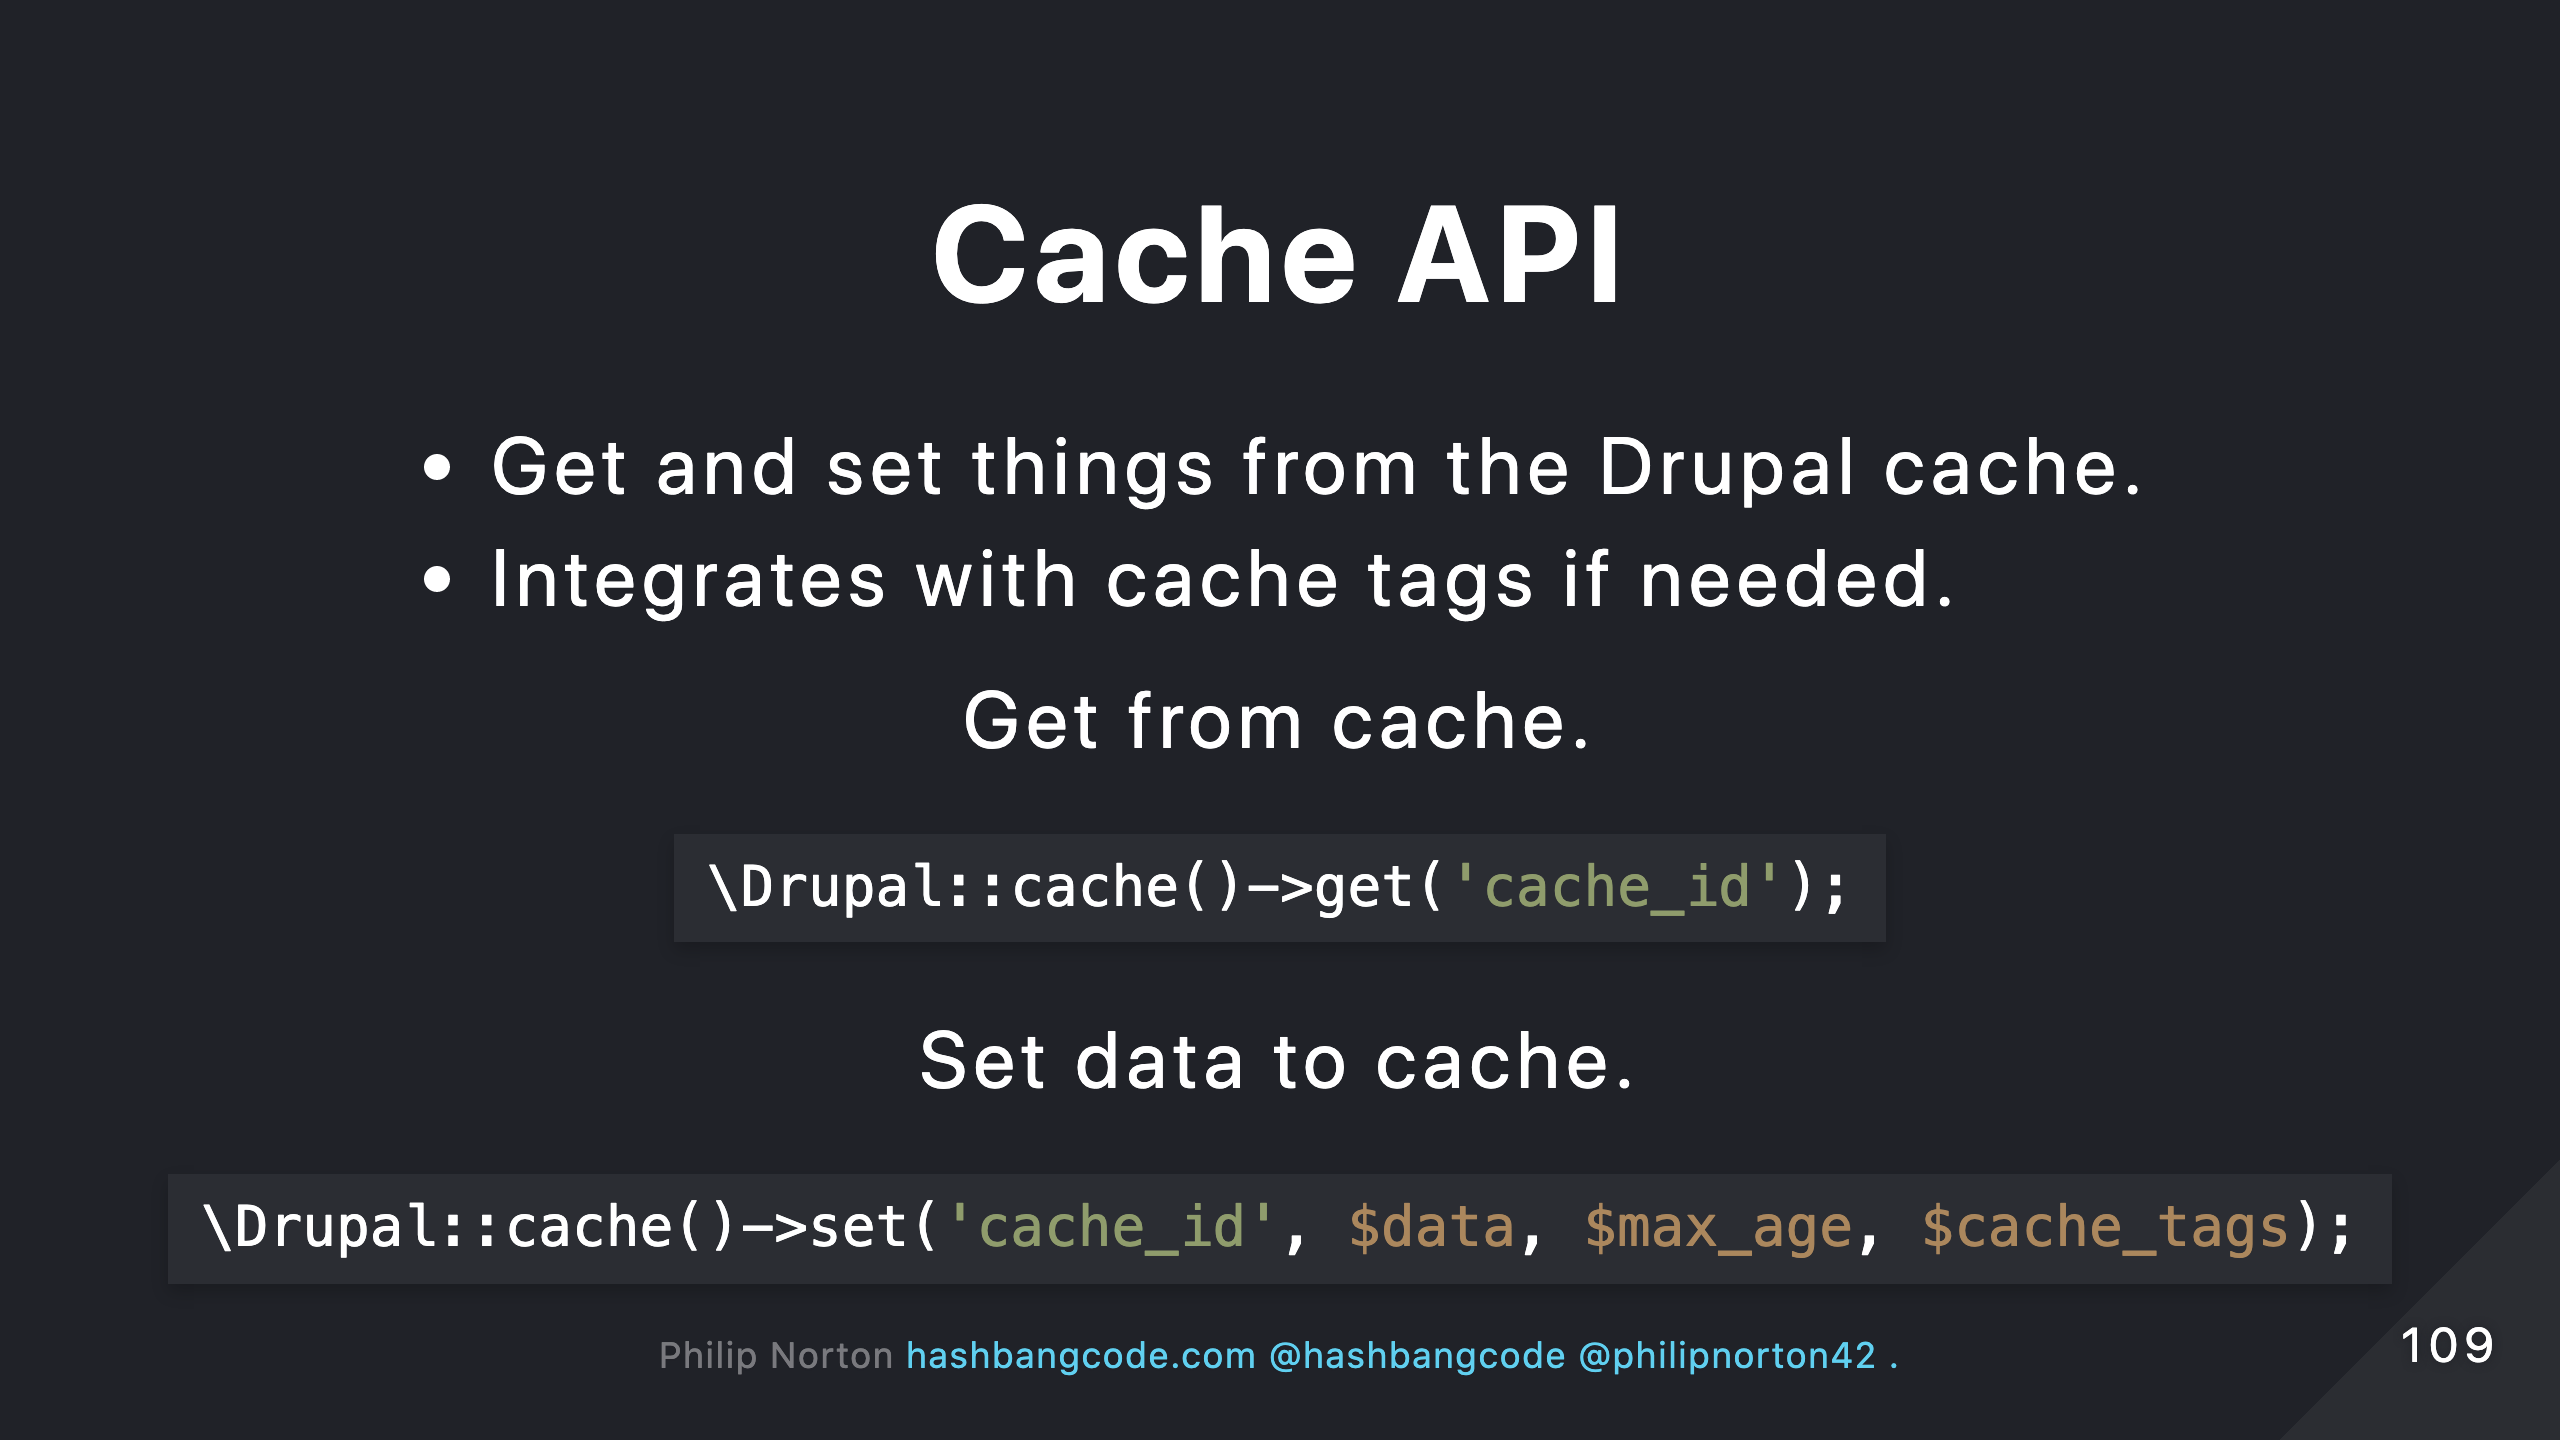 Cache API
• Get and set things from the Drupal cache.
• Integrates with cache tags if needed.
Get from cache.
\Drupal::cache()->get('cache_id');
Set data to cache.
\Drupal::cache()->set('cache_id', $data, $max_age, $cache_tags);
Philip Norton hashbangcode.com @hashbangcode @philipnorton42 .
109